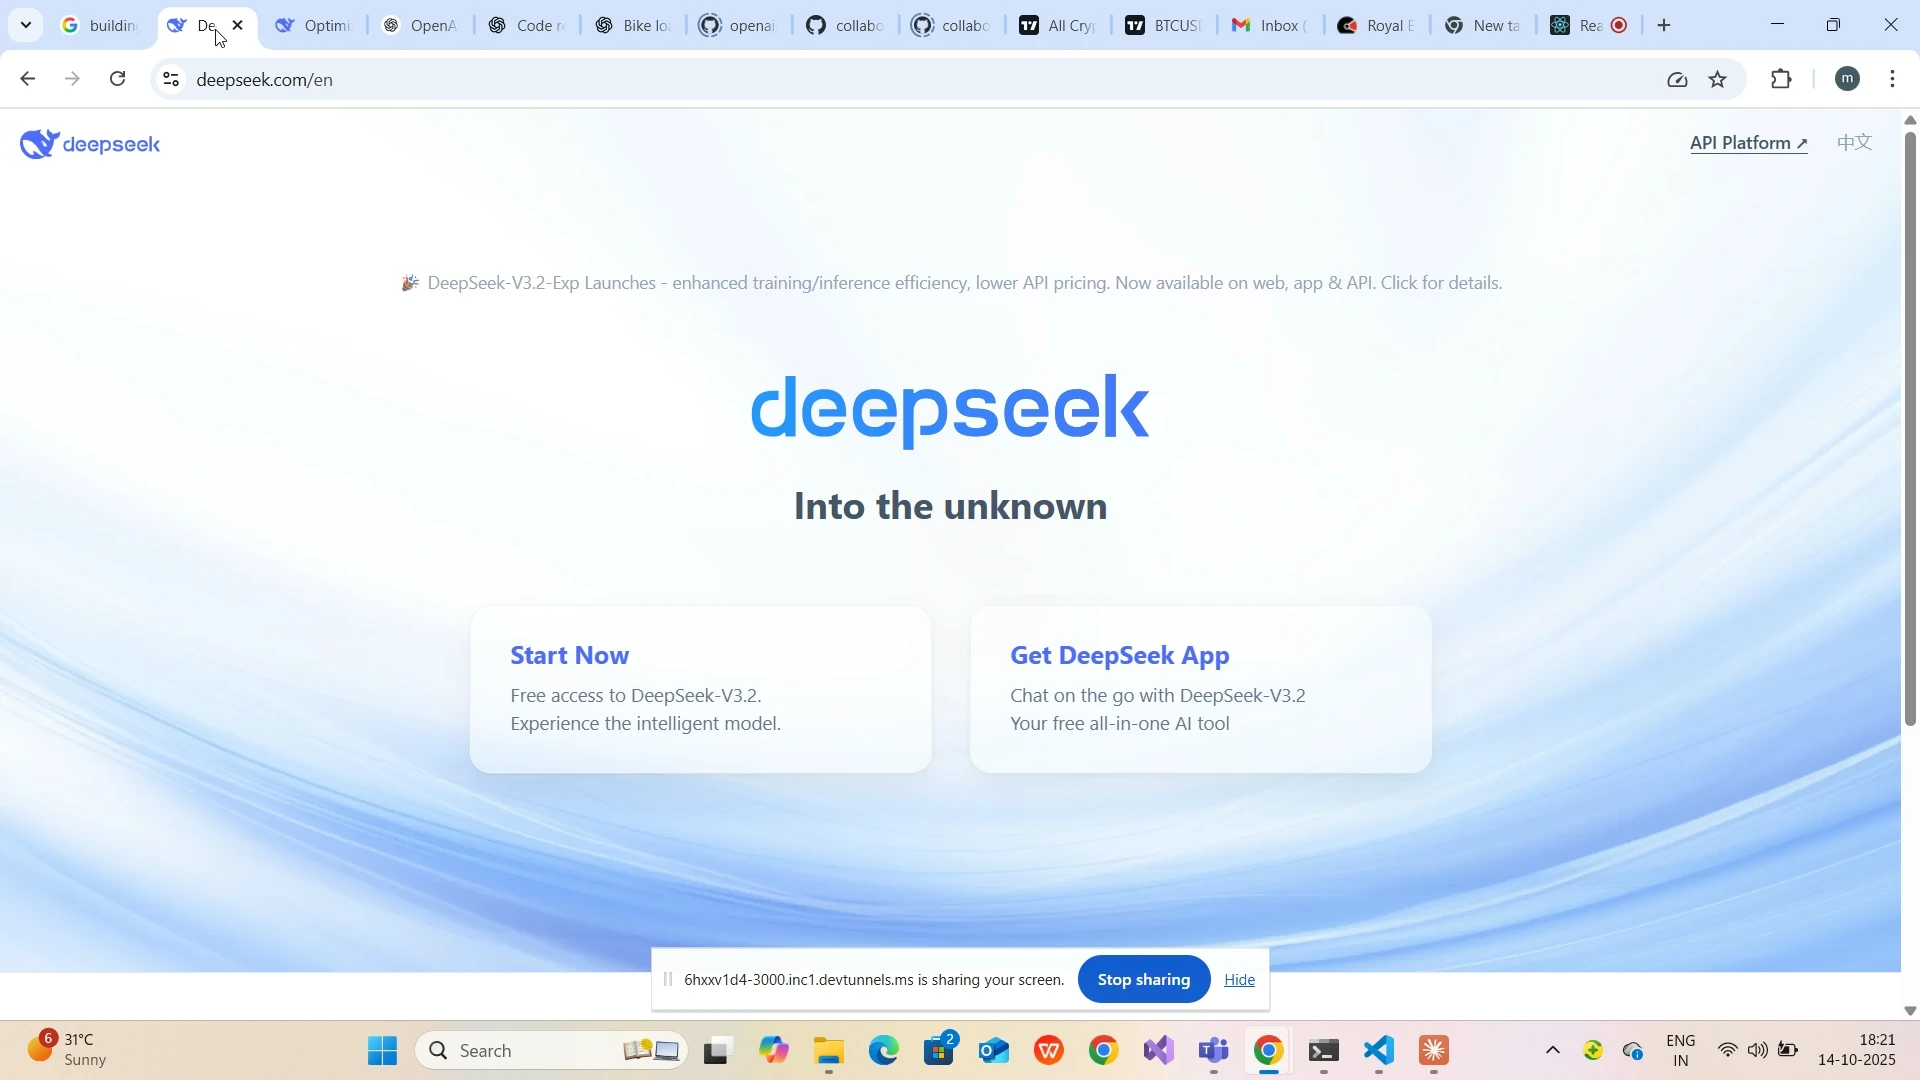 building
De
Optimi
OpenA
Code re
Bike loa
openai
collabo
collabo
All Cryp
BTCUSD
Inbox (
Royal E
New ta
Rea
deepseek.com/en
m
deepseek
API Platform ↗
中文
🎉 DeepSeek-V3.2-Exp Launches - enhanced training/inference efficiency, lower API pricing. Now available on web, app & API. Click for details.
deepseek
Into the unknown
Start Now
Free access to DeepSeek-V3.2.
Experience the intelligent model.
Get DeepSeek App
Chat on the go with DeepSeek-V3.2
Your free all-in-one AI tool
6hxxv1d4-3000.inc1.devtunnels.ms is sharing your screen.
Stop sharing
Hide
6
31°C
Sunny
Search
2
ENG
IN
18:21
14-10-2025